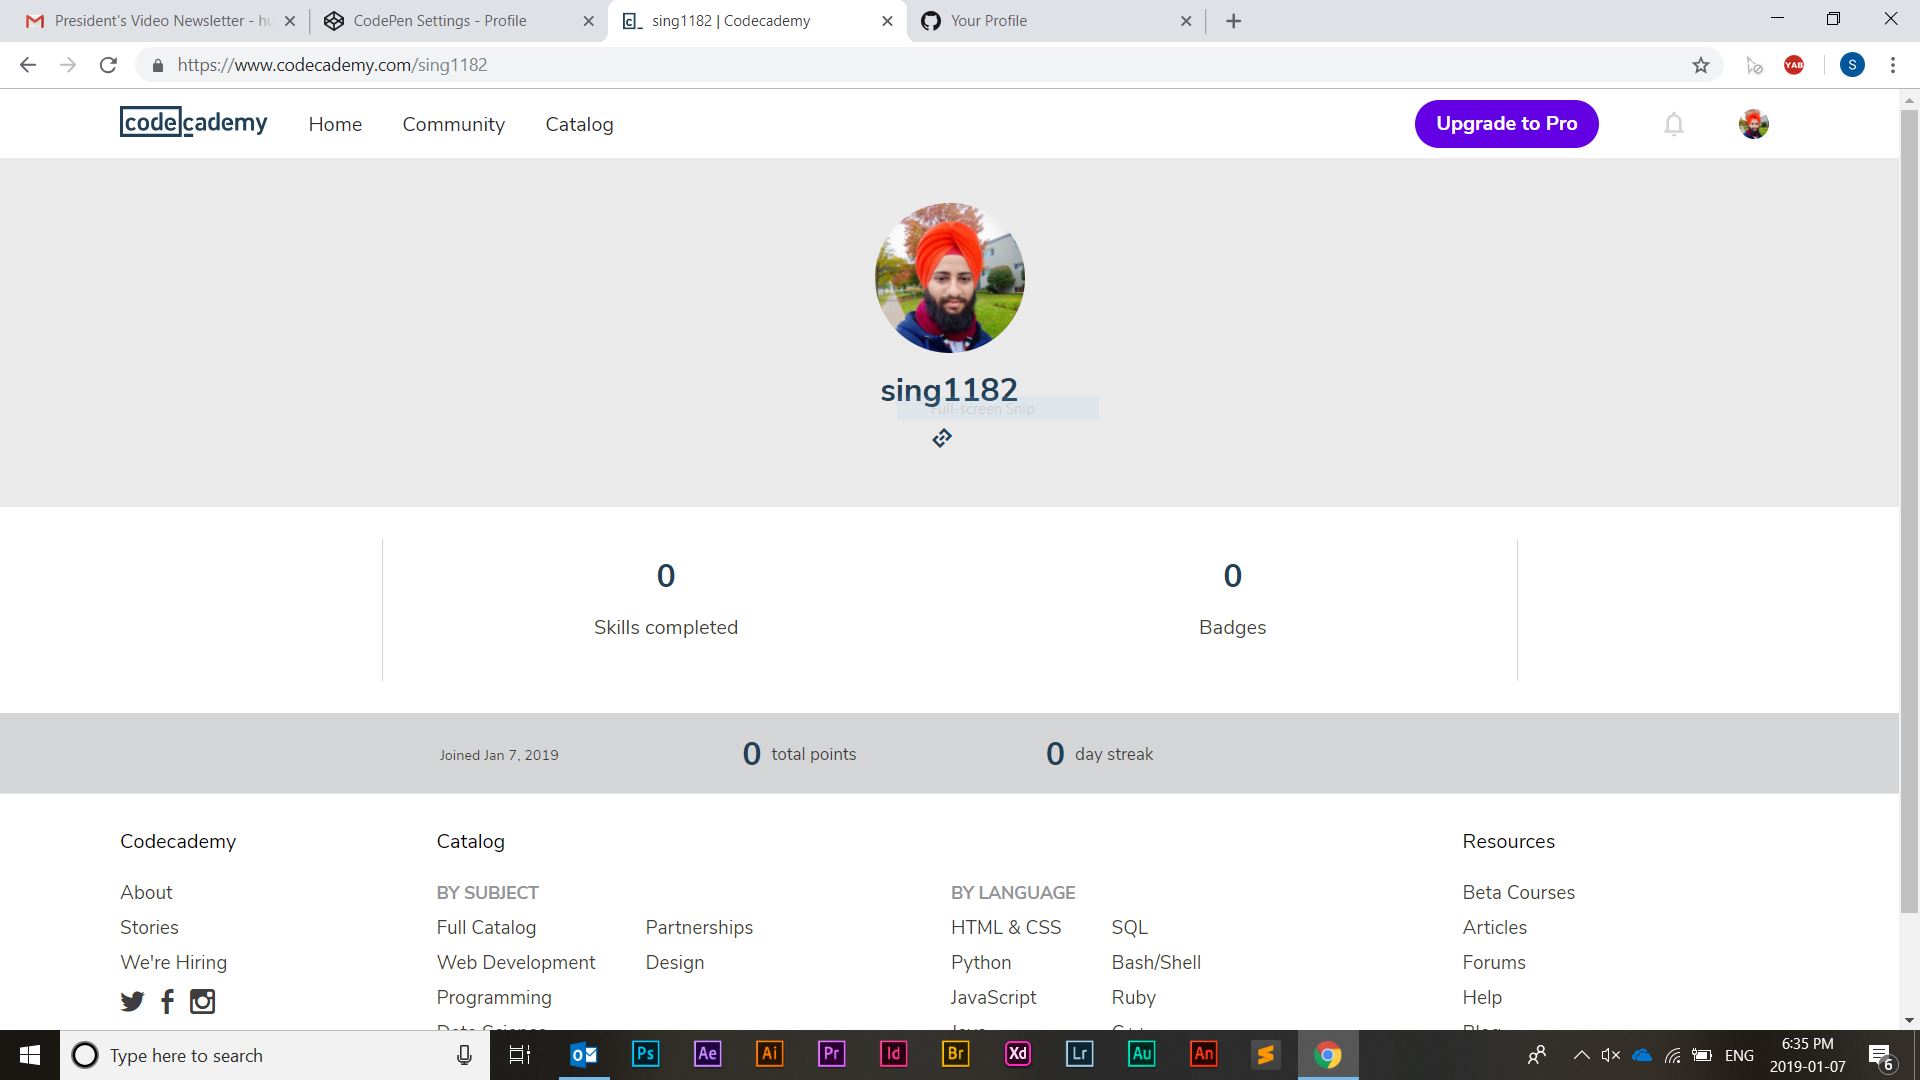 President's Video Newsletter - hu
CodePen Settings - Profile
sing1182 | Codecademy
Your Profile
https://www.codecademy.com/sing1182
YAB
S
codecademy
Home
Community
Catalog
Upgrade to Pro
sing1182
Full-screen Snip
0
Skills completed
0
Badges
Joined Jan 7, 2019
0 total points
0 day streak
Codecademy
About
Stories
We're Hiring
Catalog
BY SUBJECT
Full Catalog
Web Development
Programming
Data Science
Partnerships
Design
BY LANGUAGE
HTML & CSS
Python
JavaScript
Java
SQL
Bash/Shell
Ruby
C++
Resources
Beta Courses
Articles
Forums
Help
Blog
Type here to search
Ps
Ae
Ai
Pr
Id
Br
Xd
Lr
Au
An
ENG
6:35 PM
2019-01-07
6